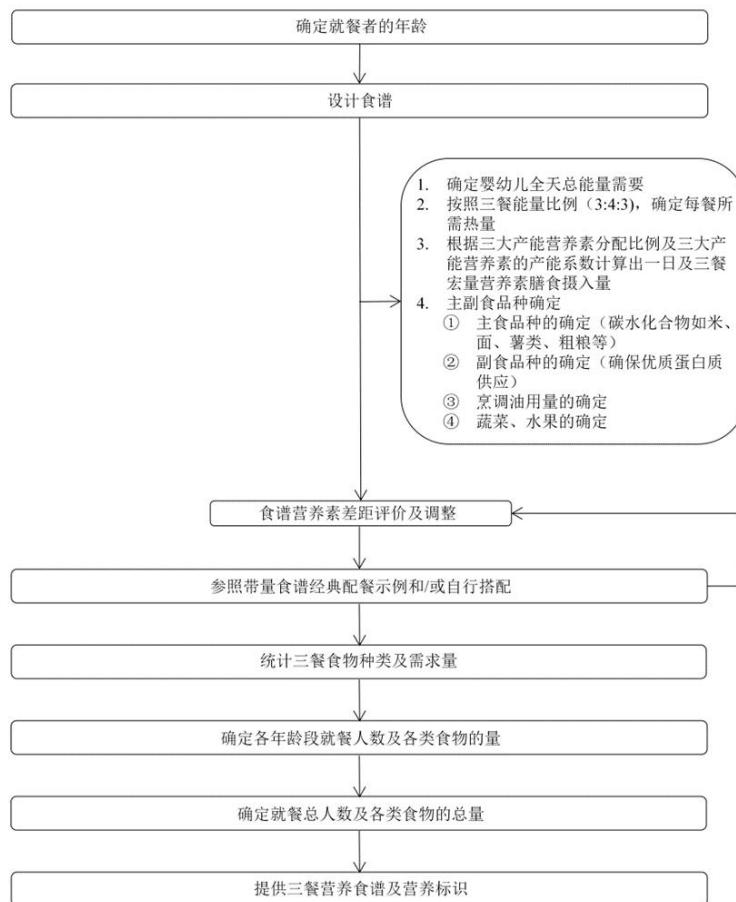 确定就餐者的年龄
设计食谱
1. 确定婴幼儿全天总能量需要
2. 按照三餐能量比例（3:4:3)，确定每餐所
需热量
3. 根据三大产能营养素分配比例及三大产
能营养素的产能系数计算出一日及三餐
宏量营养素膳食摄入量
4. 主副食品种确定
① 主食品种的确定（碳水化合物如米、
面、薯类、粗粮等）
② 副食品种的确定（确保优质蛋白质
供应）
③ 烹调油用量的确定
④ 蔬菜、水果的确定
食谱营养素差距评价及调整
参照带量食谱经典配餐示例和/或自行搭配
统计三餐食物种类及需求量
确定各年龄段就餐人数及各类食物的量
确定就餐总人数及各类食物的总量
提供三餐营养食谱及营养标识